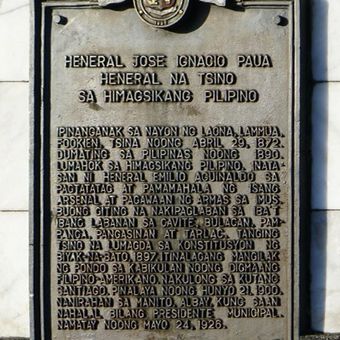 HENERAL JOSE IGNACIO PAUA
HENERAL NA TSINO
SA HIMAGSIKANG PILIPINO
IPINANGANAK SA NAYON NG LAONA, LAMMUA,
FOOKIEN, TSINA NOONG ABRIL 29, 1872.
DUMATING SA PILIPINAS NOONG 1890.
LUMAHOK SA HIMAGSIKANG PILIPINO, INATA-
SAN NI HENERAL EMILIO AGUINALDO SA
PAGTATATAG AT PAMAMAHALA NG ISANG
ARSENAL AT PAGAWAAN NG ARMAS SA IMUS.
BUONG GITING NA NAKIPAGLABAN SA IBA'T
IBANG LABANAN SA CAVITE, BULACAN, PAM-
PANGA, PANGASINAN AT TARLAC. TANGING
TSINO NA LUMAGDA SA KONSTITUSYON NG
BIYAK-NA-BATO, 1897. ITINALAGANG MANGILAK
NG PONDO SA KABIKULAN NOONG DIGMAANG
PILIPINO-AMERIKANO. NAKULONG SA KUTANG
SANTIAGO. PINALAYA NOONG HUNYO 21, 1900.
NANIRAHAN SA MANITO, ALBAY, KUNG SAAN
NAHALAL BILANG PRESIDENTE MUNICIPAL.
NAMATAY NOONG MAYO 24, 1926.